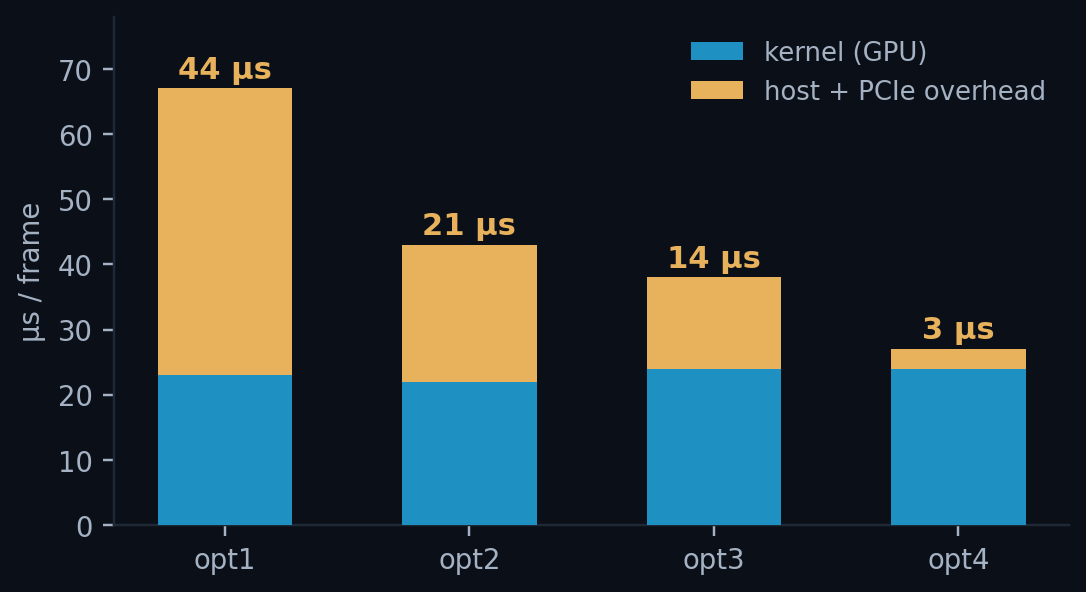 kernel (GPU)
host + PCIe overhead
44 µs
21 µs
14 µs
3 µs
µs / frame
70
60
50
40
30
20
10
0
opt1
opt2
opt3
opt4